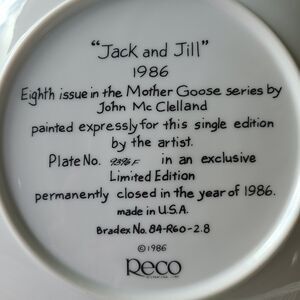 "Jack and Jill"
1986
Eighth issue in the Mother Goose series by
John McClelland
painted expressly for this single edition
by the artist.
Plate No. 9396F in an exclusive
Limited Edition
permanently closed in the year of 1986.
made in U.S.A.
Bradex No. 84-R60-2.8
©1986
Reco